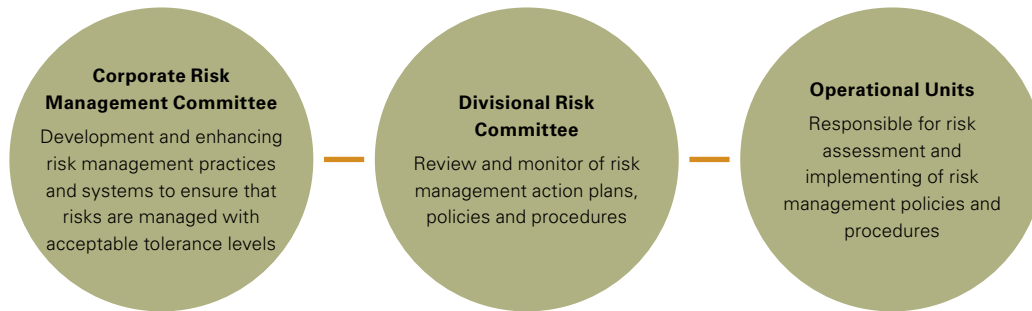 Corporate Risk
Management Committee
Development and enhancing
risk management practices
and systems to ensure that
risks are managed with
acceptable tolerance levels
Divisional Risk
Committee
Review and monitor of risk
management action plans,
policies and procedures
Operational Units
Responsible for risk
assessment and
implementing of risk
management policies and
procedures